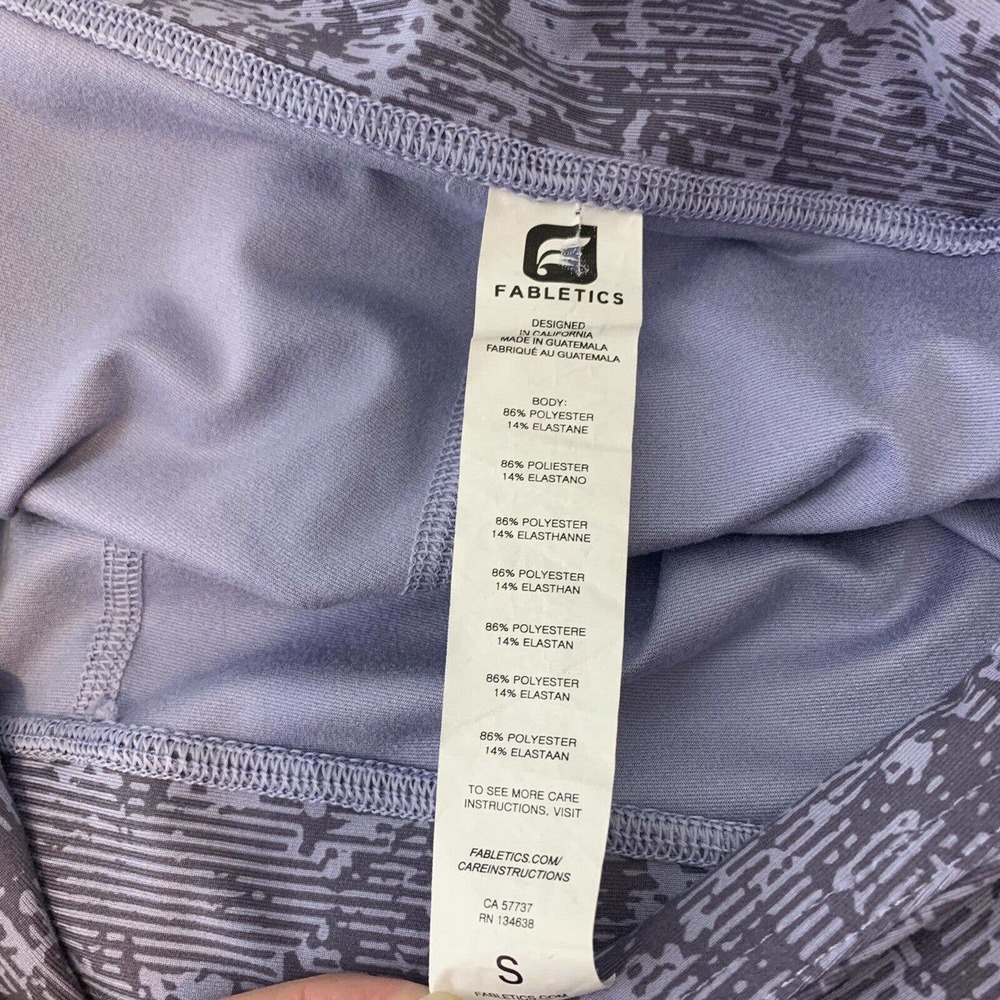 FABLETICS
DESIGNED
IN CALIFORNIA
MADE IN GUATEMALA
FABRIQUÉ AU GUATEMALA
BODY:
86% POLYESTER
14% ELASTANE
86% POLIESTER
14% ELASTANO
86% POLYESTER
14% ELASTHANNE
86% POLYESTER
14% ELASTHAN
86% POLYESTERE
14% ELASTAN
86% POLYESTER
14% ELASTAN
86% POLYESTER
14% ELASTAAN
TO SEE MORE CARE
INSTRUCTIONS, VISIT
FABLETICS.COM/
CAREINSTRUCTIONS
CA 57737
RN 134638
S
FABLETICS.COM